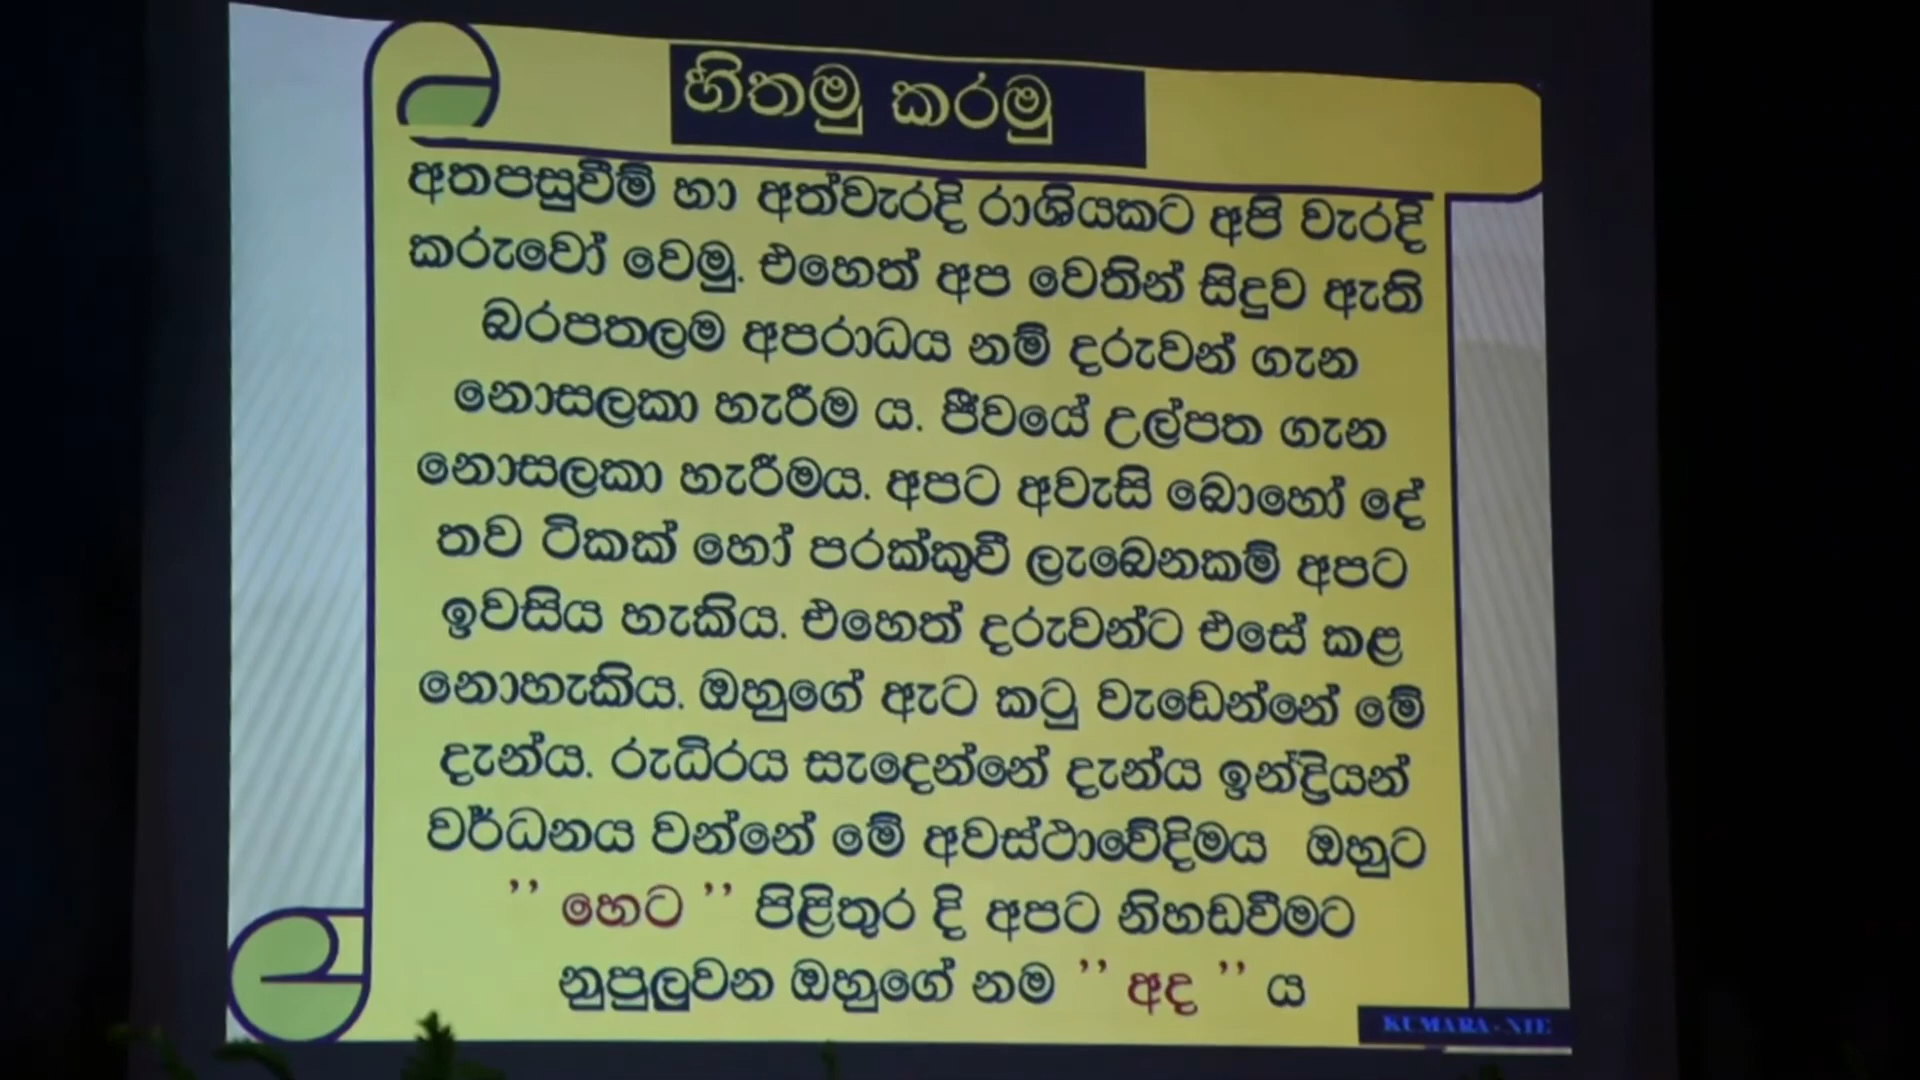 හිතමු කරමු
අතපසුවීම් හා අත්වැරදි රාශියකට අපි වැරදි
කරුවෝ වෙමු. එහෙත් අප වෙතින් සිදුව ඇති
බරපතලම අපරාධය නම් දරුවන් ගැන
නොසලකා හැරීම ය. ජීවයේ උල්පත ගැන
නොසලකා හැරීමය. අපට අවැසි බොහෝ දේ
තව ටිකක් හෝ පරක්කුවී ලැබෙනකම් අපට
ඉවසිය හැකිය. එහෙත් දරුවන්ට එසේ කළ
නොහැකිය. ඔහුගේ ඇට කටු වැඩෙන්නේ මේ
දැන්ය. රුධිරය සැදෙන්නේ දැන්ය ඉන්ද්‍රියන්
වර්ධනය වන්නේ මේ අවස්ථාවේදිමය ඔහුට
’’ හෙට ’’ පිළිතුර දි අපට නිහඩවීමට
නුපුලුවන ඔහුගේ නම ’’ අද ’’ ය
KUMARA - NIE